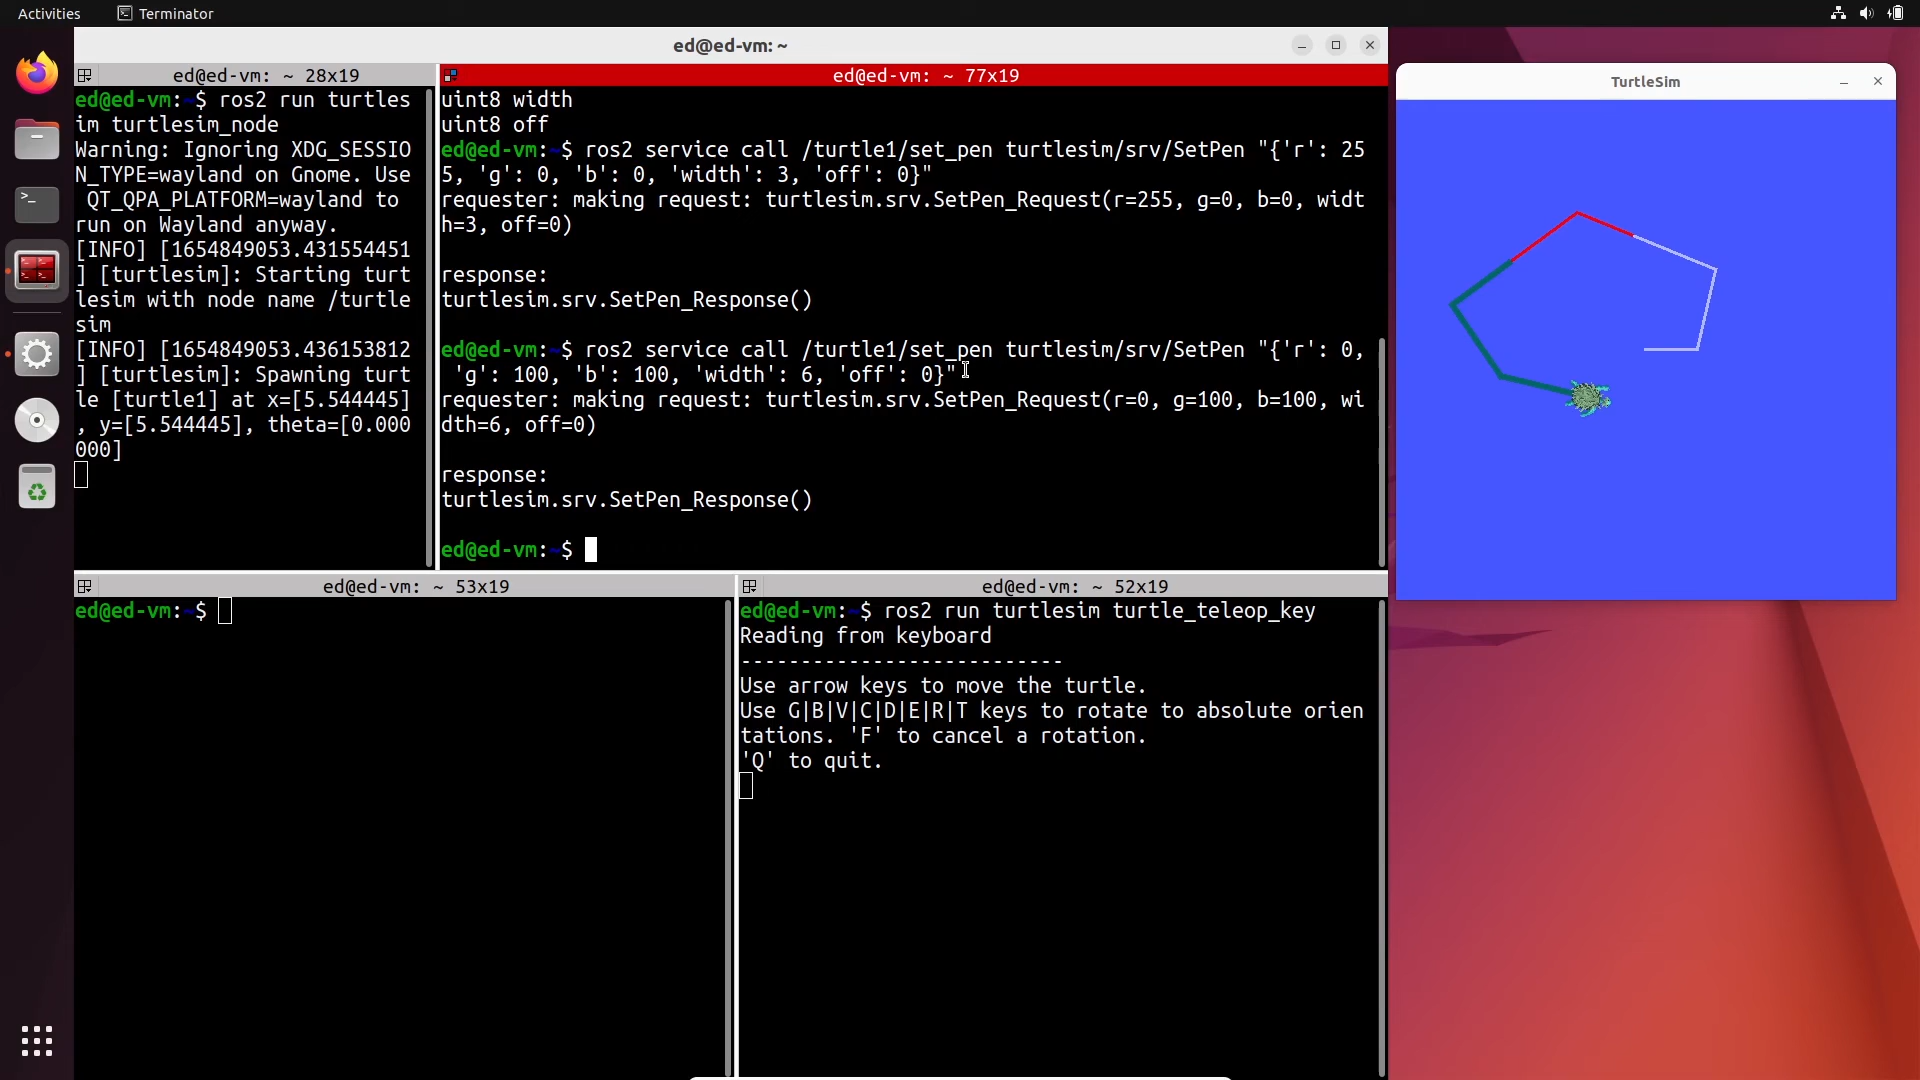 Activities Terminator
ed@ed-vm: ~
ed@ed-vm: ~ 28x19
ed@ed-vm:~$ ros2 run turtles
im turtlesim_node
Warning: Ignoring XDG_SESSIO
N_TYPE=wayland on Gnome. Use
QT_QPA_PLATFORM=wayland to
run on Wayland anyway.
[INFO] [1654849053.431554451
] [turtlesim]: Starting turt
lesim with node name /turtle
sim
[INFO] [1654849053.436153812
] [turtlesim]: Spawning turt
le [turtle1] at x=[5.544445]
, y=[5.544445], theta=[0.000
000]
ed@ed-vm: ~ 77x19
uint8 width
uint8 off
ed@ed-vm:~$ ros2 service call /turtle1/set_pen turtlesim/srv/SetPen "{'r': 25
5, 'g': 0, 'b': 0, 'width': 3, 'off': 0}"
requester: making request: turtlesim.srv.SetPen_Request(r=255, g=0, b=0, widt
h=3, off=0)
response:
turtlesim.srv.SetPen_Response()
ed@ed-vm:~$ ros2 service call /turtle1/set_pen turtlesim/srv/SetPen "{'r': 0,
'g': 100, 'b': 100, 'width': 6, 'off': 0}"
requester: making request: turtlesim.srv.SetPen_Request(r=0, g=100, b=100, wi
dth=6, off=0)
response:
turtlesim.srv.SetPen_Response()
ed@ed-vm:~$
TurtleSim
ed@ed-vm: ~ 53x19
ed@ed-vm:~$
ed@ed-vm: ~ 52x19
ed@ed-vm:~$ ros2 run turtlesim turtle_teleop_key
Reading from keyboard
---------------------------
Use arrow keys to move the turtle.
Use G|B|V|C|D|E|R|T keys to rotate to absolute orien
tations. 'F' to cancel a rotation.
'Q' to quit.